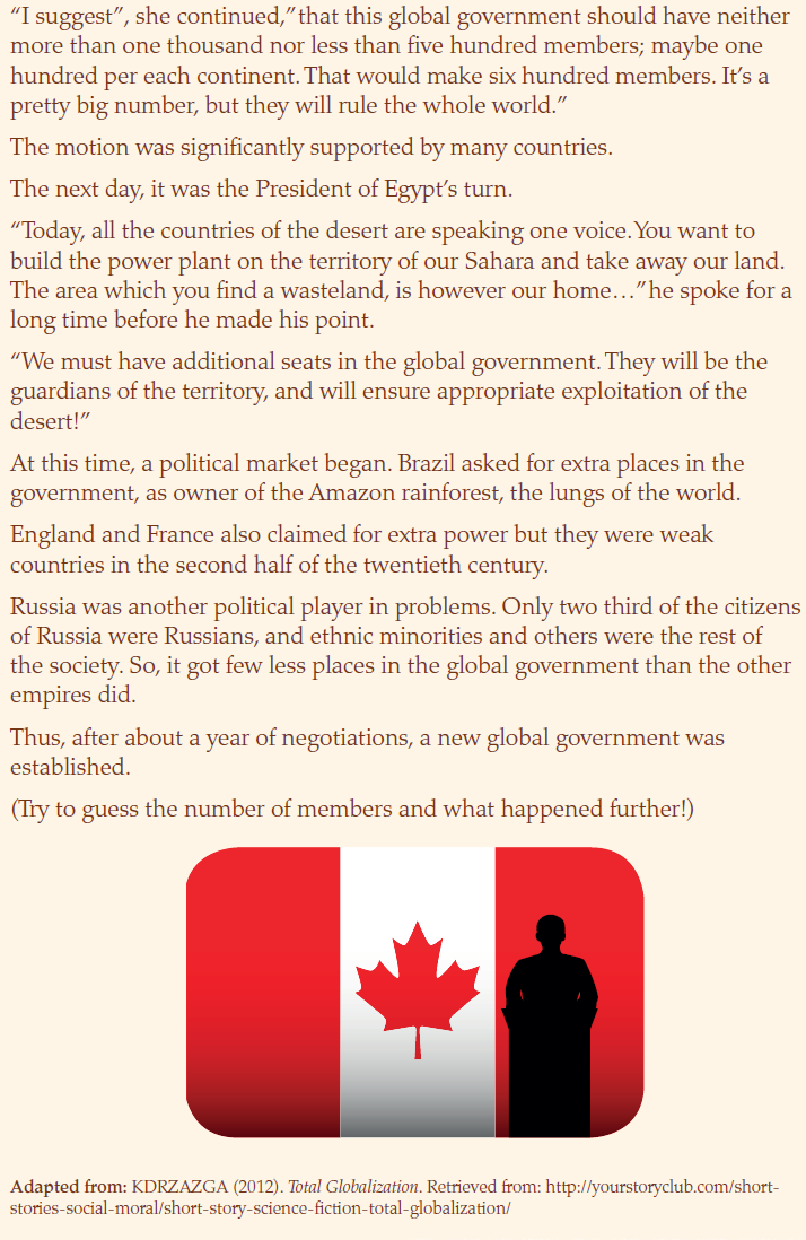 “I suggest”, she continued,”that this global government should have neither
more than one thousand nor less than five hundred members; maybe one
hundred per each continent. That would make six hundred members. It’s a
pretty big number, but they will rule the whole world.”
The motion was significantly supported by many countries.
The next day, it was the President of Egypt’s turn.
“Today, all the countries of the desert are speaking one voice. You want to
build the power plant on the territory of our Sahara and take away our land.
The area which you find a wasteland, is however our home…”he spoke for a
long time before he made his point.
“We must have additional seats in the global government. They will be the
guardians of the territory, and will ensure appropriate exploitation of the
desert!”
At this time, a political market began. Brazil asked for extra places in the
government, as owner of the Amazon rainforest, the lungs of the world.
England and France also claimed for extra power but they were weak
countries in the second half of the twentieth century.
Russia was another political player in problems. Only two third of the citizens
of Russia were Russians, and ethnic minorities and others were the rest of
the society. So, it got few less places in the global government than the other
empires did.
Thus, after about a year of negotiations, a new global government was
established.
(Try to guess the number of members and what happened further!)
Adapted from: KDRZAZGA (2012). Total Globalization. Retrieved from: http://yourstoryclub.com/short-
stories-social-moral/short-story-science-fiction-total-globalization/